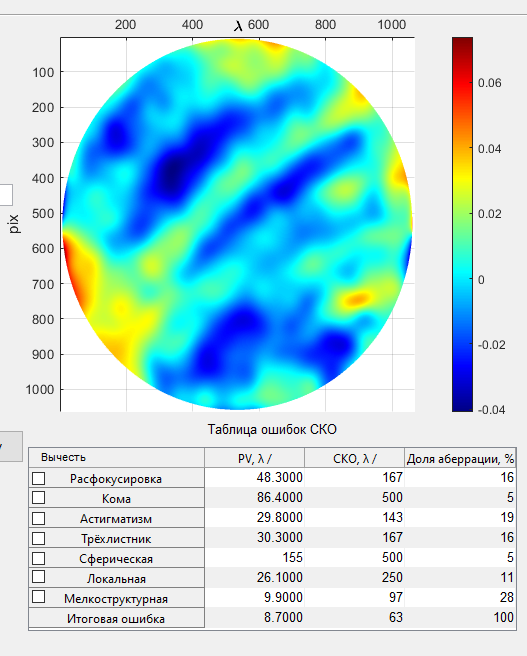 200 400 λ 600 800 1000
100
200
300
400
500
600
700
800
900
1000
pix
0.06
0.04
0.02
0
-0.02
-0.04
Таблица ошибок СКО
Вычесть PV, λ / СКО, λ / Доля аберрации, %
Расфокусировка 48.3000 167 16
Кома 86.4000 500 5
Астигматизм 29.8000 143 19
Трёхлистник 30.3000 167 16
Сферическая 155 500 5
Локальная 26.1000 250 11
Мелкоструктурная 9.9000 97 28
Итоговая ошибка 8.7000 63 100